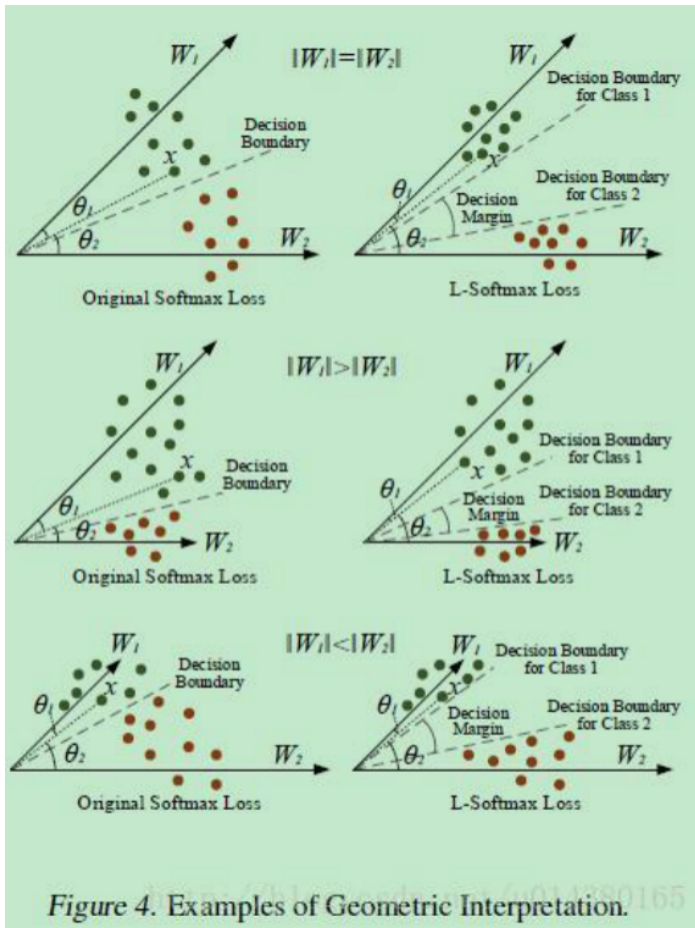 W₁ ‖W₁‖=‖W₂‖ W₁
Decision Boundary
for Class 1
Decision
Boundary
x
x
θ₁
θ₂
W₂
θ₁
θ₂
Decision
Margin
Decision Boundary
for Class 2
W₂
Original Softmax Loss
L-Softmax Loss
W₁ ‖W₁‖>‖W₂‖ W₁
x
Decision
Boundary
θ₁
θ₂
W₂
Decision Boundary
for Class 1
x
θ₁
θ₂
Decision
Margin
Decision Boundary
for Class 2
W₂
Original Softmax Loss
L-Softmax Loss
W₁ ‖W₁‖<‖W₂‖ W₁
Decision
Boundary
x
θ₁
θ₂
W₂
Decision Boundary
for Class 1
x
θ₁
θ₂
Decision
Margin
Decision Boundary
for Class 2
W₂
Original Softmax Loss
L-Softmax Loss
Figure 4. Examples of Geometric Interpretation.